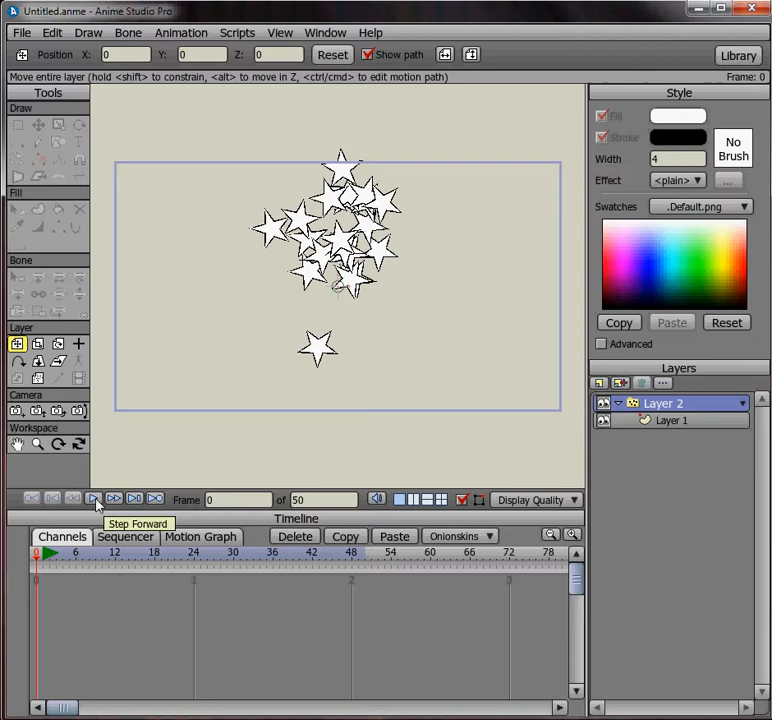 Untitled.anme - Anime Studio Pro
File Edit Draw Bone Animation Scripts View Window Help
Position X: 0 Y: 0 Z: 0 Reset Show path Library
Move entire layer (hold <shift> to constrain, <alt> to move in Z, <ctrl/cmd> to edit motion path) Frame: 0
Tools
Draw
Fill
Bone
Layer
Camera
Workspace
Style
Fill
Stroke
No Brush
Width 4
Effect <plain> ...
Swatches .Default.png
Copy Paste Reset
Advanced
Layers
Layer 2
Layer 1
Frame 0 of 50 Display Quality
Step Forward
Timeline
Channels Sequencer Motion Graph Delete Copy Paste Onionskins
0 6 12 18 24 30 36 42 48 54 60 66 72 78
0 1 2 3